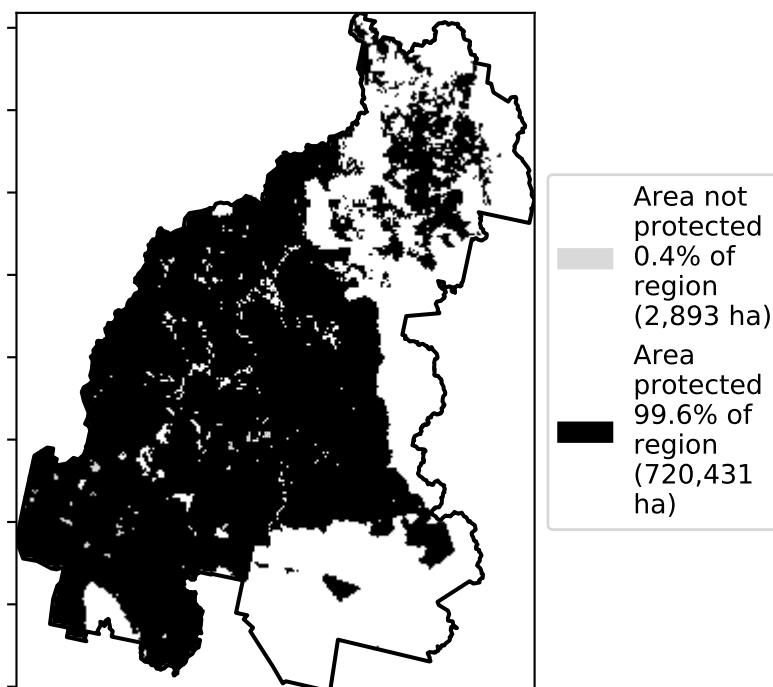 Area not
protected
0.4% of
region
(2,893 ha)
Area
protected
99.6% of
region
(720,431
ha)